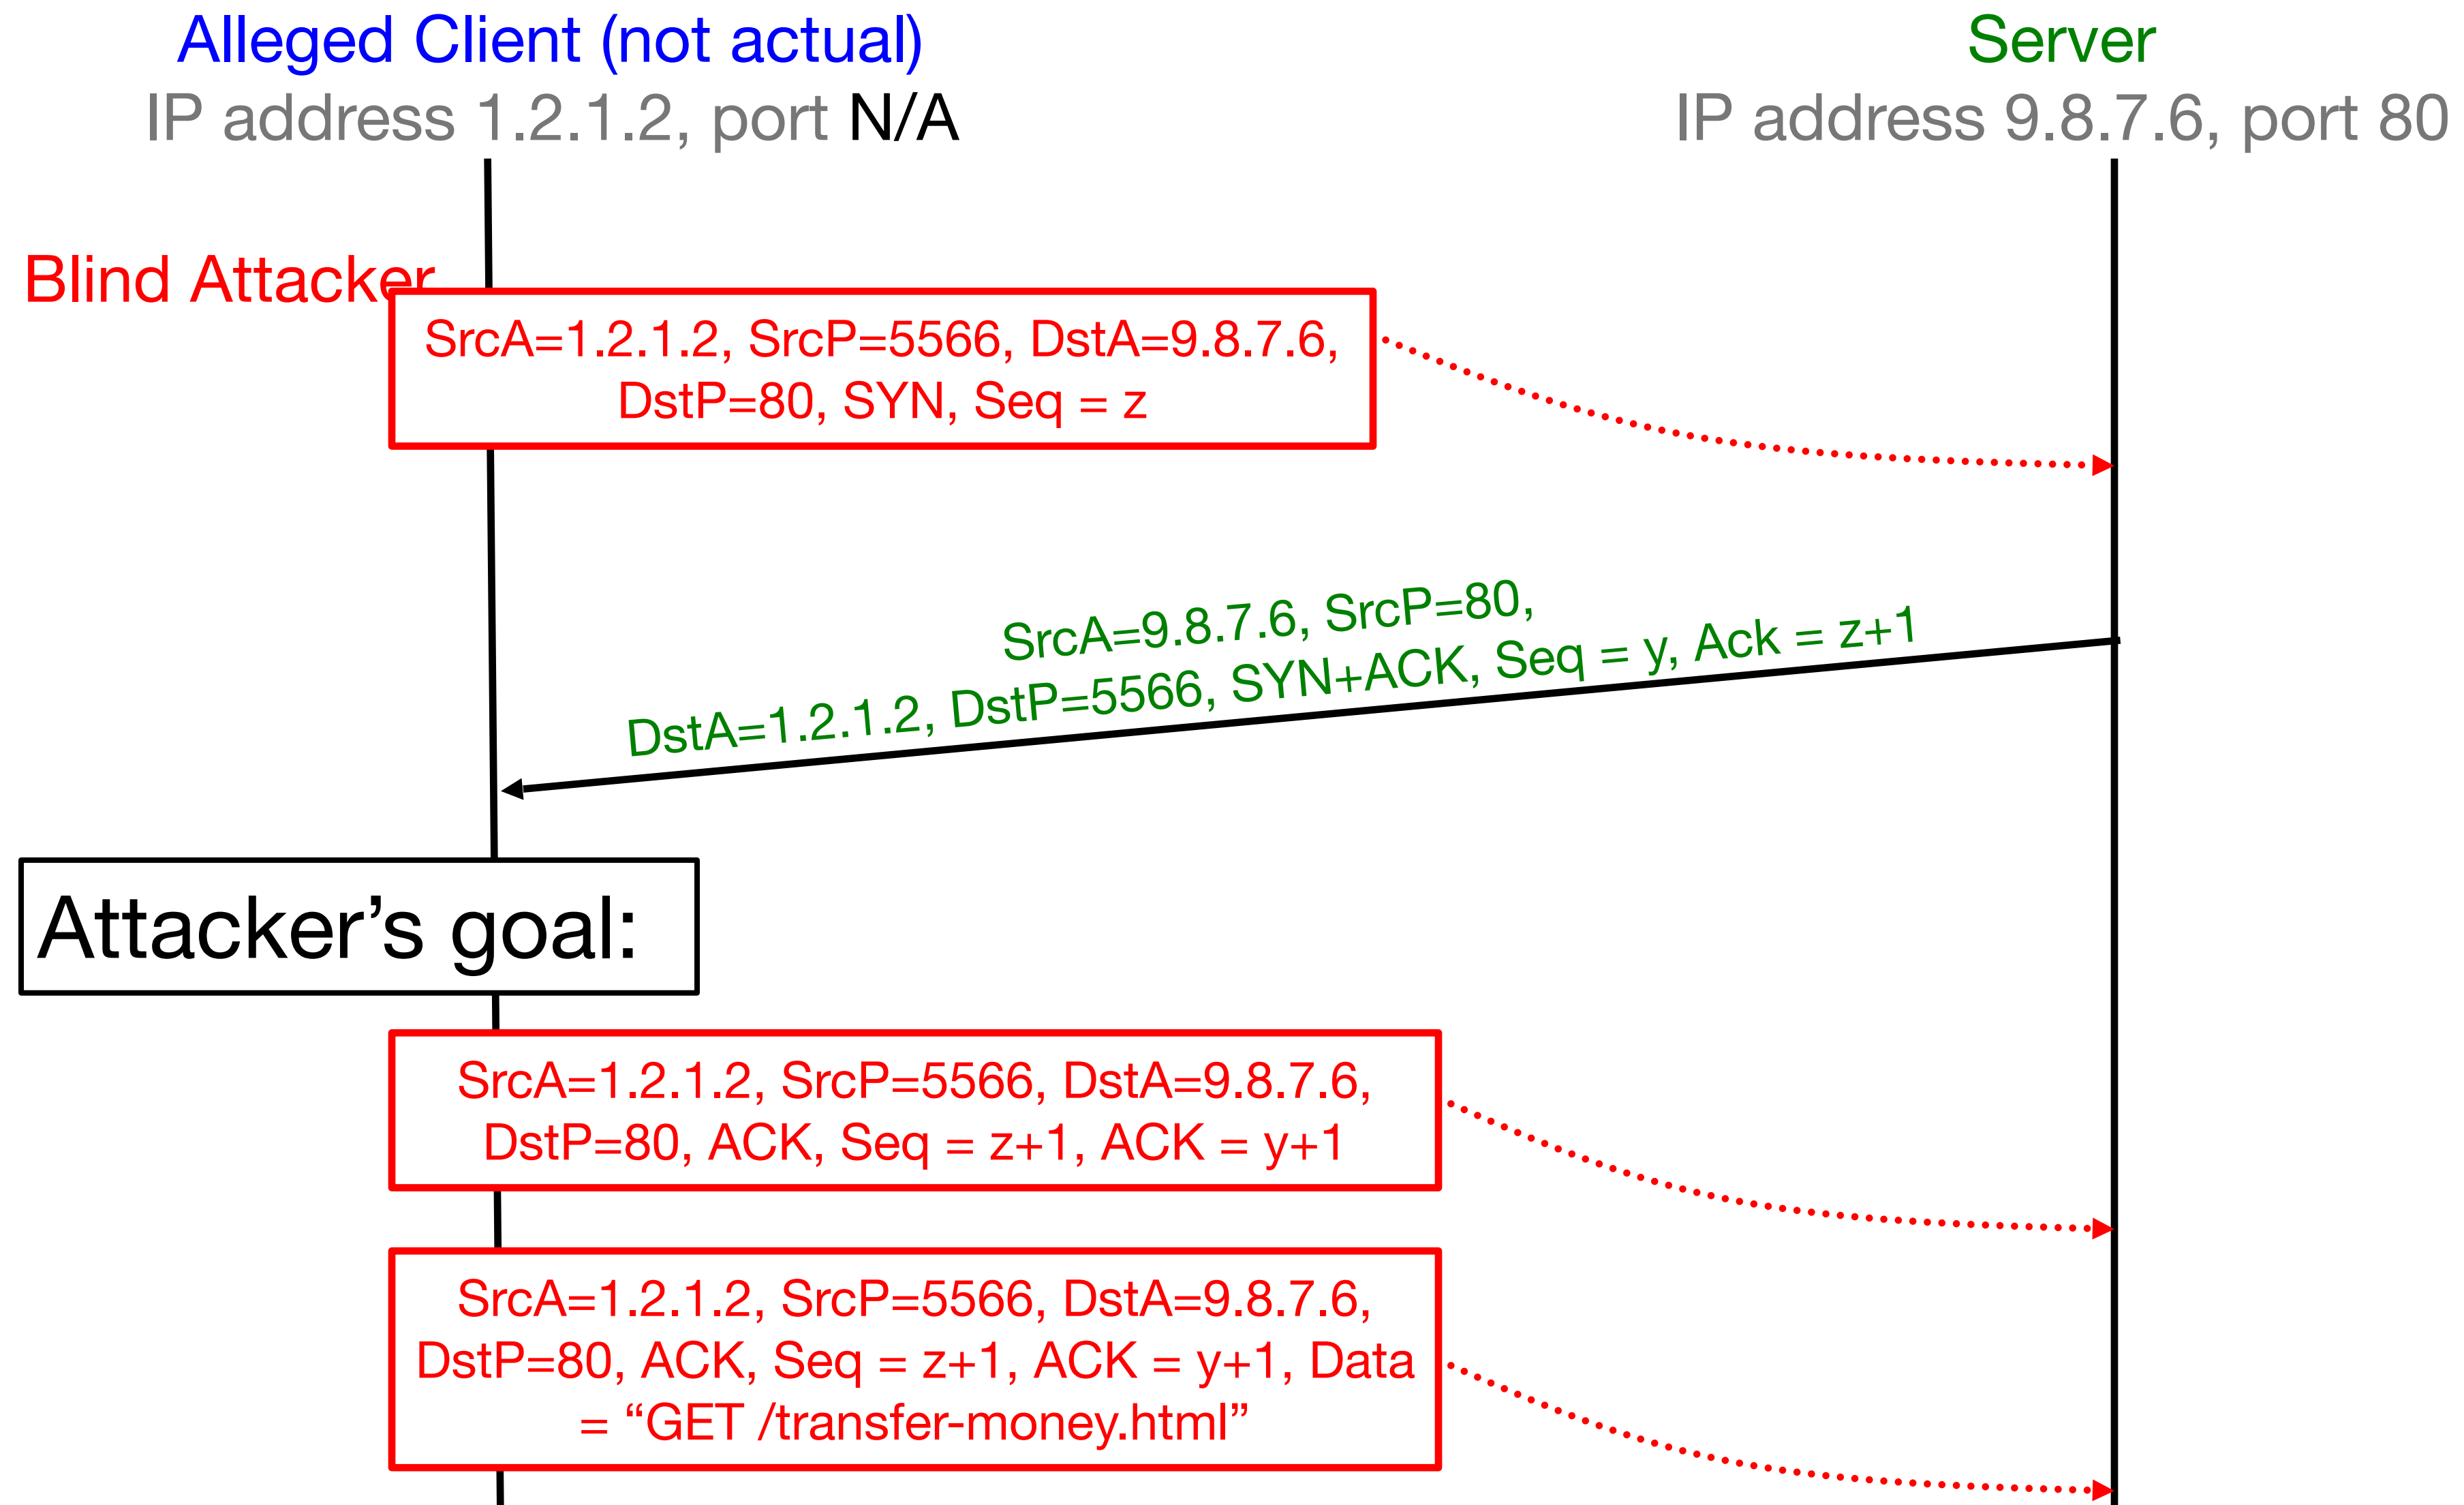 Alleged Client (not actual)
IP address 1.2.1.2, port N/A
Server
IP address 9.8.7.6, port 80
Blind Attacker
SrcA=1.2.1.2, SrcP=5566, DstA=9.8.7.6,
DstP=80, SYN, Seq = z
SrcA=9.8.7.6, SrcP=80,
DstA=1.2.1.2, DstP=5566, SYN+ACK, Seq = y, Ack = z+1
Attacker’s goal:
SrcA=1.2.1.2, SrcP=5566, DstA=9.8.7.6,
DstP=80, ACK, Seq = z+1, ACK = y+1
SrcA=1.2.1.2, SrcP=5566, DstA=9.8.7.6,
DstP=80, ACK, Seq = z+1, ACK = y+1, Data
= “GET /transfer-money.html”